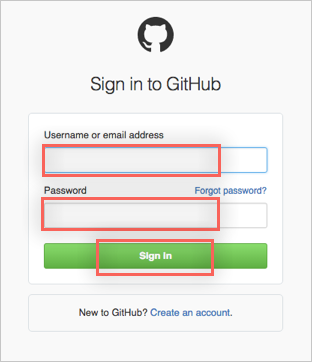 Sign in to GitHub
Username or email address
Password Forgot password?
Sign in
New to GitHub? Create an account.